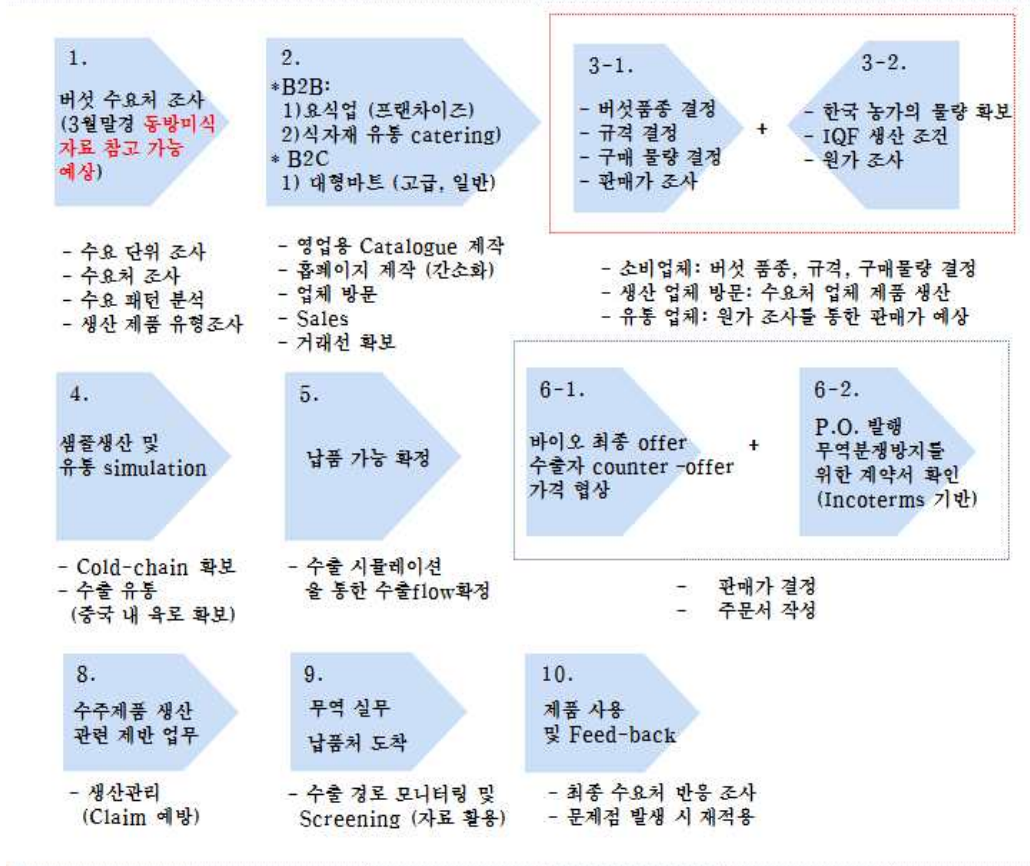 1.
버섯 수요처 조사
(3월말경 동방미식
자료 참고 가능
예상)
- 수요 단위 조사
- 수요처 조사
- 수요 패턴 분석
- 생산 제품 유형조사
2.
*B2B:
1)요식업 (프랜차이즈)
2)식자재 유통 catering)
* B2C
1) 대형마트 (고급, 일반)
- 영업용 Catalogue 제작
- 홈페이지 제작 (간소화)
- 업체 방문
- Sales
- 거래선 확보
3-1.
- 버섯품종 결정
- 규격 결정
- 구매 물량 결정
- 판매가 조사
+
3-2.
- 한국 농가의 물량 확보
- IQF 생산 조건
- 원가 조사
- 소비업체: 버섯 품종, 규격, 구매물량 결정
- 생산 업체 방문: 수요처 업체 제품 생산
- 유통 업체: 원가 조사를 통한 판매가 예상
4.
샘플생산 및
유통 simulation
- Cold-chain 확보
- 수출 유통
(중국 내 육로 확보)
5.
납품 가능 확정
- 수출 시뮬레이션
을 통한 수출flow확정
6-1.
바이오 최종 offer
수출자 counter -offer
가격 협상
+
6-2.
P.O. 발행
무역분쟁방지를
위한 계약서 확인
(Incoterms 기반)
- 판매가 결정
- 주문서 작성
8.
수주제품 생산
관련 제반 업무
- 생산관리
(Claim 예방)
9.
무역 실무
납품처 도착
- 수출 경로 모니터링 및
Screening (자료 활용)
10.
제품 사용
및 Feed-back
- 최종 수요처 반응 조사
- 문제점 발생 시 재적용